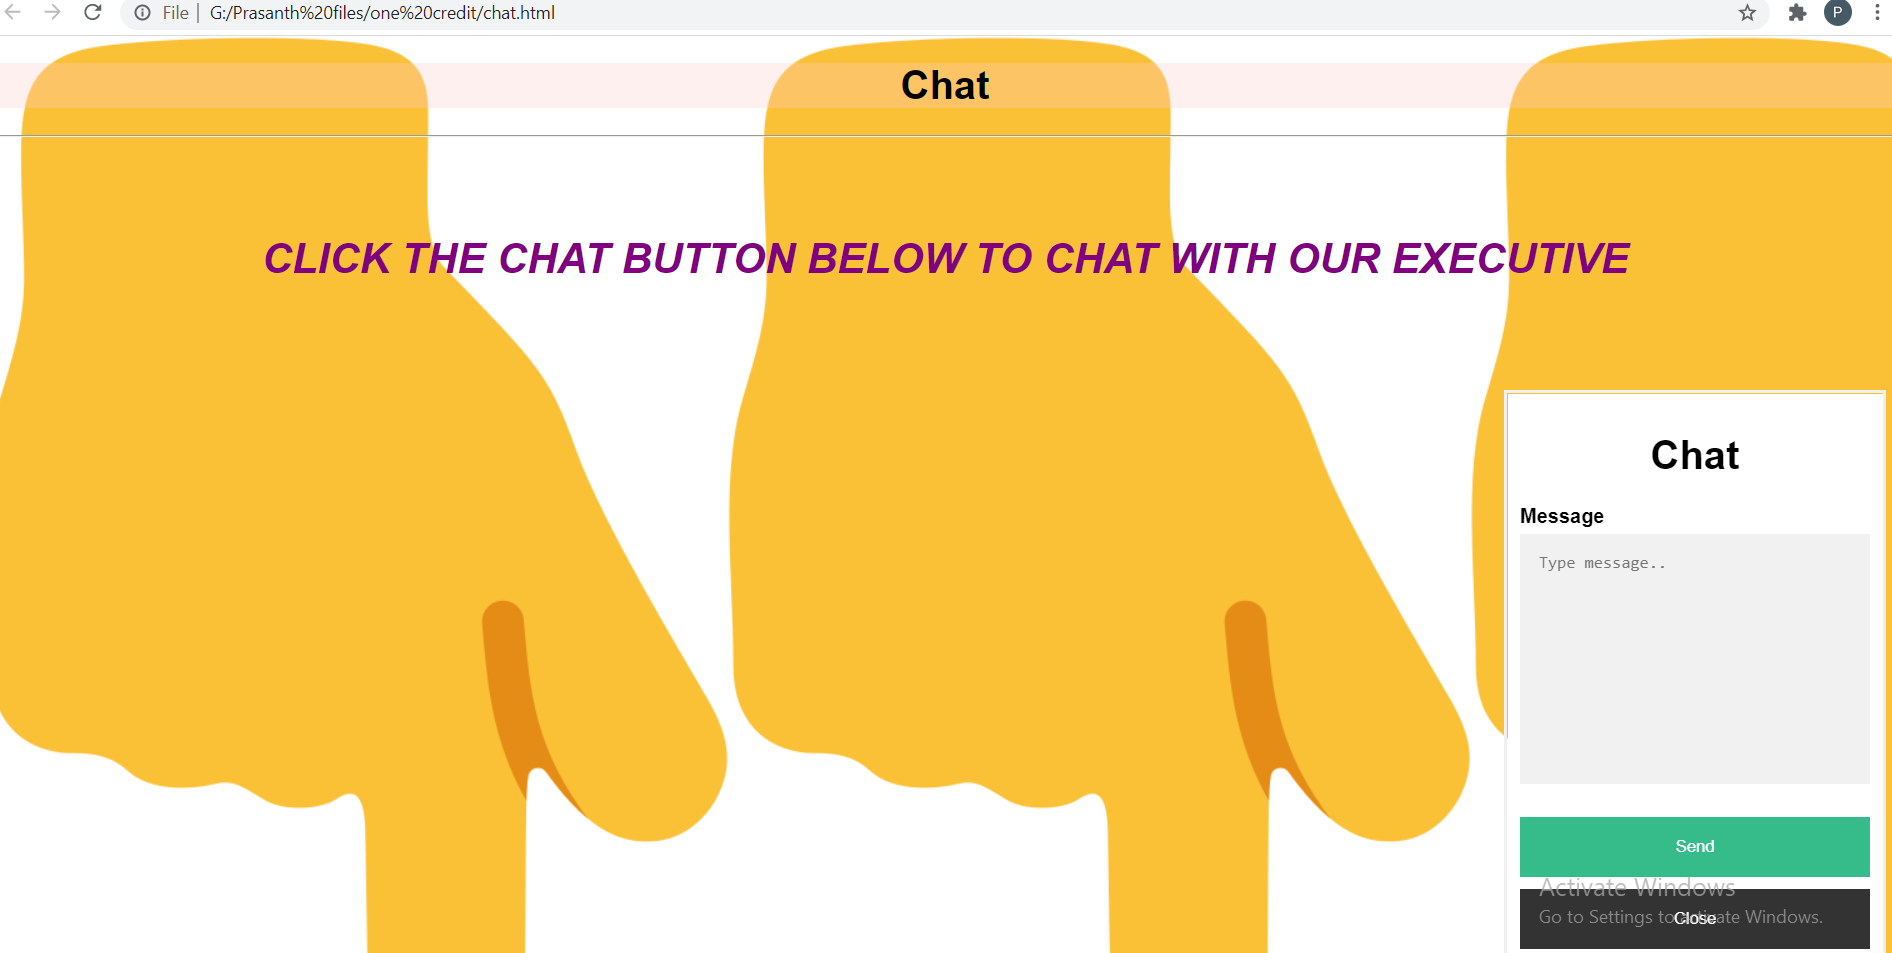 File | G:/Prasanth%20files/one%20credit/chat.html
P
Chat
CLICK THE CHAT BUTTON BELOW TO CHAT WITH OUR EXECUTIVE
Chat
Message
Type message..
Send
Activate Windows
Go to Settings to activate Windows.
Close